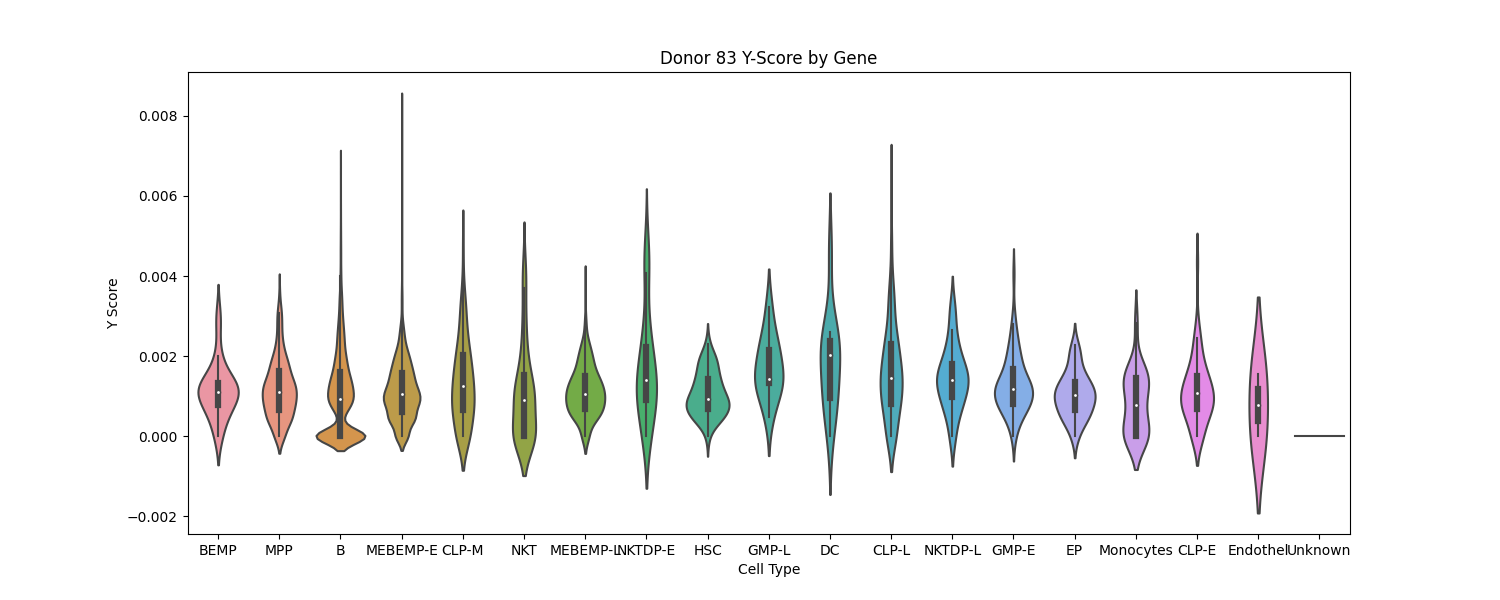 Donor 83 Y-Score by Gene
0.008
0.006
0.004
0.002
0.000
−0.002
Y Score
BEMP MPP B MEBEMP-E CLP-M NKT MEBEMP-L NKTDP-E HSC GMP-L DC CLP-L NKTDP-L GMP-E EP Monocytes CLP-E Endothel Unknown
Cell Type